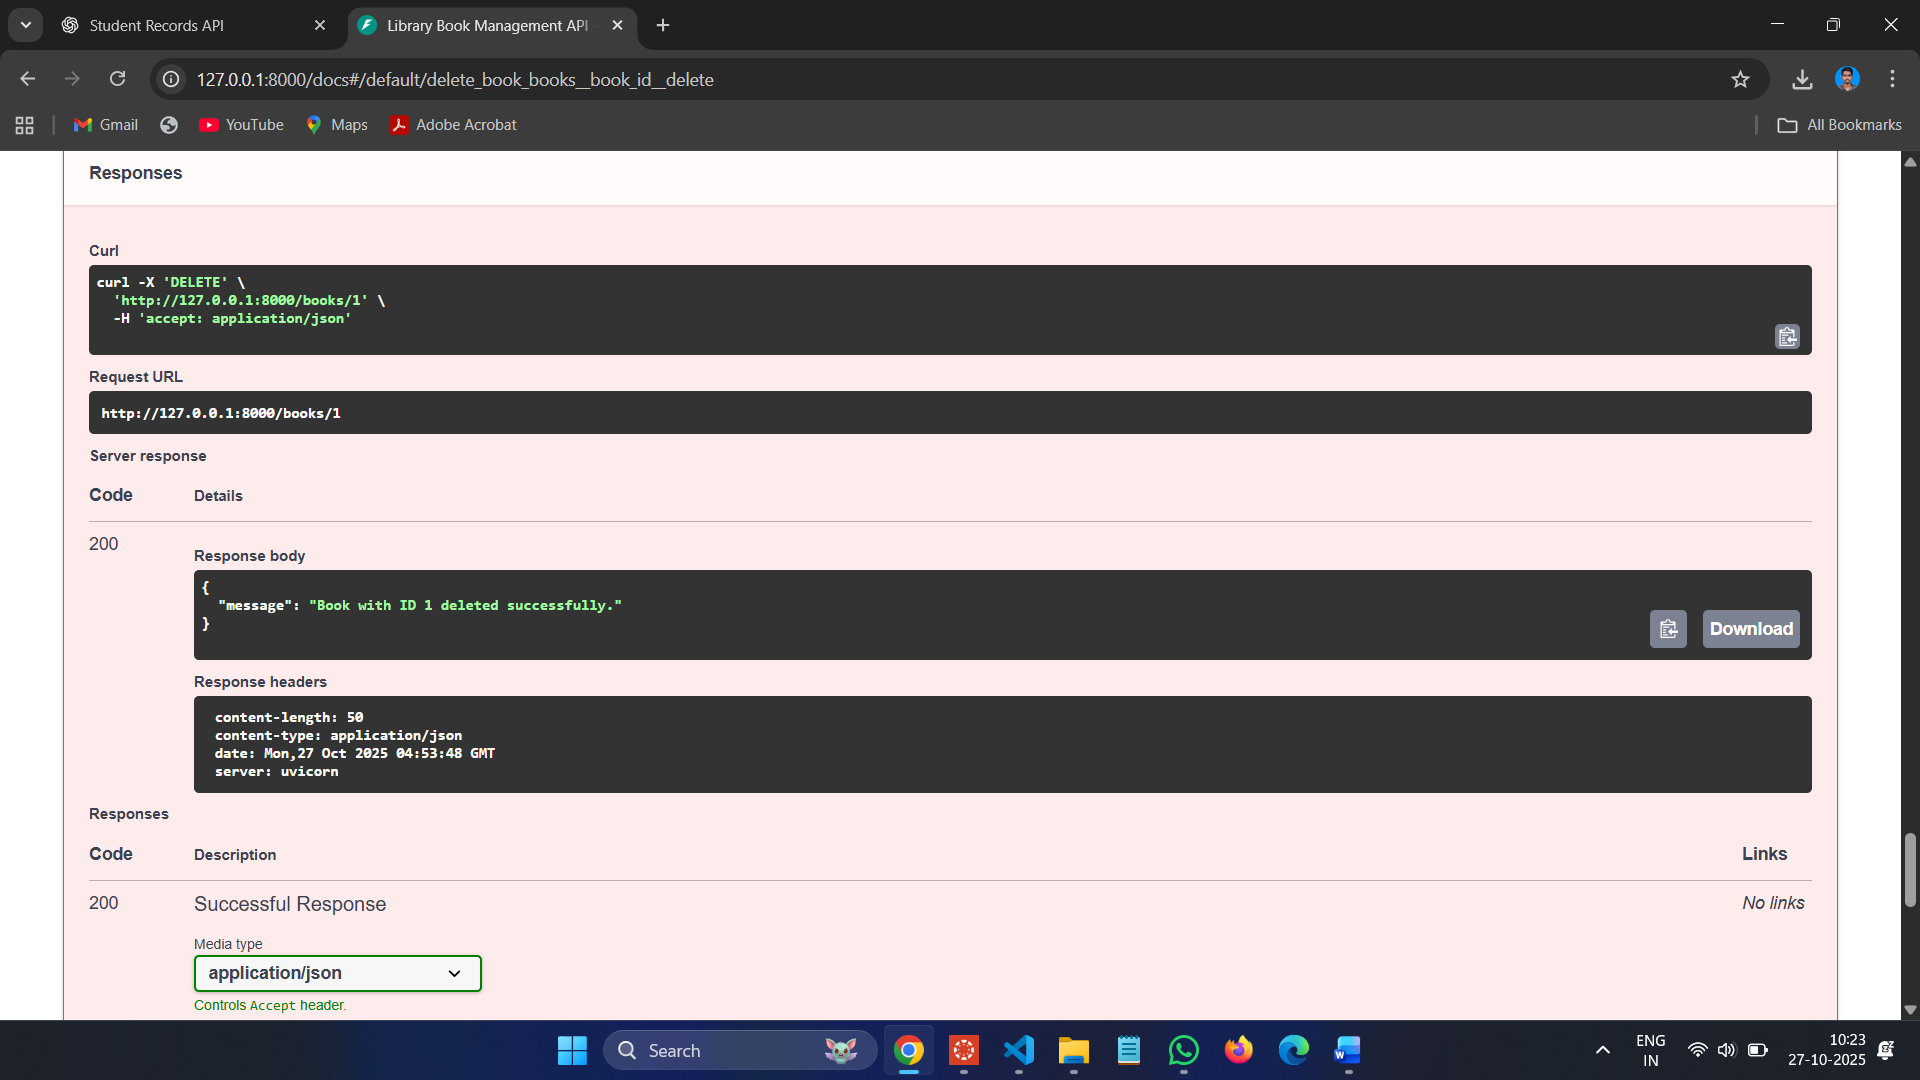 Student Records API
Library Book Management API
127.0.0.1:8000/docs#/default/delete_book_books__book_id__delete
Gmail
YouTube
Maps
Adobe Acrobat
All Bookmarks
Responses
Curl
curl -X 'DELETE' \
'http://127.0.0.1:8000/books/1' \
-H 'accept: application/json'
Request URL
http://127.0.0.1:8000/books/1
Server response
Code Details
200
Response body
{
"message": "Book with ID 1 deleted successfully."
}
Download
Response headers
content-length: 50
content-type: application/json
date: Mon,27 Oct 2025 04:53:48 GMT
server: uvicorn
Responses
Code Description Links
200 Successful Response No links
Media type
application/json
Controls Accept header.
Search
ENG
IN
10:23
27-10-2025